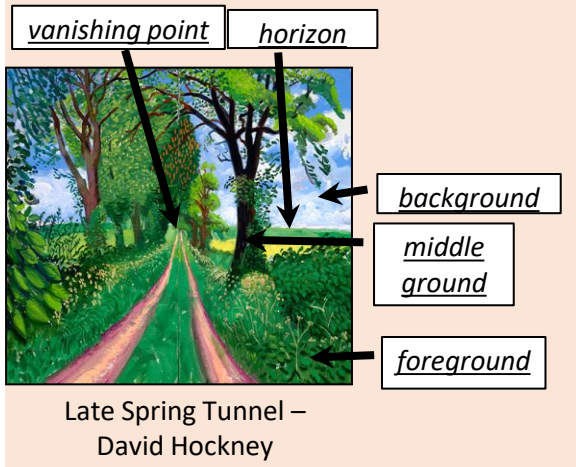 vanishing point
horizon
background
middle
ground
foreground
Late Spring Tunnel –
David Hockney